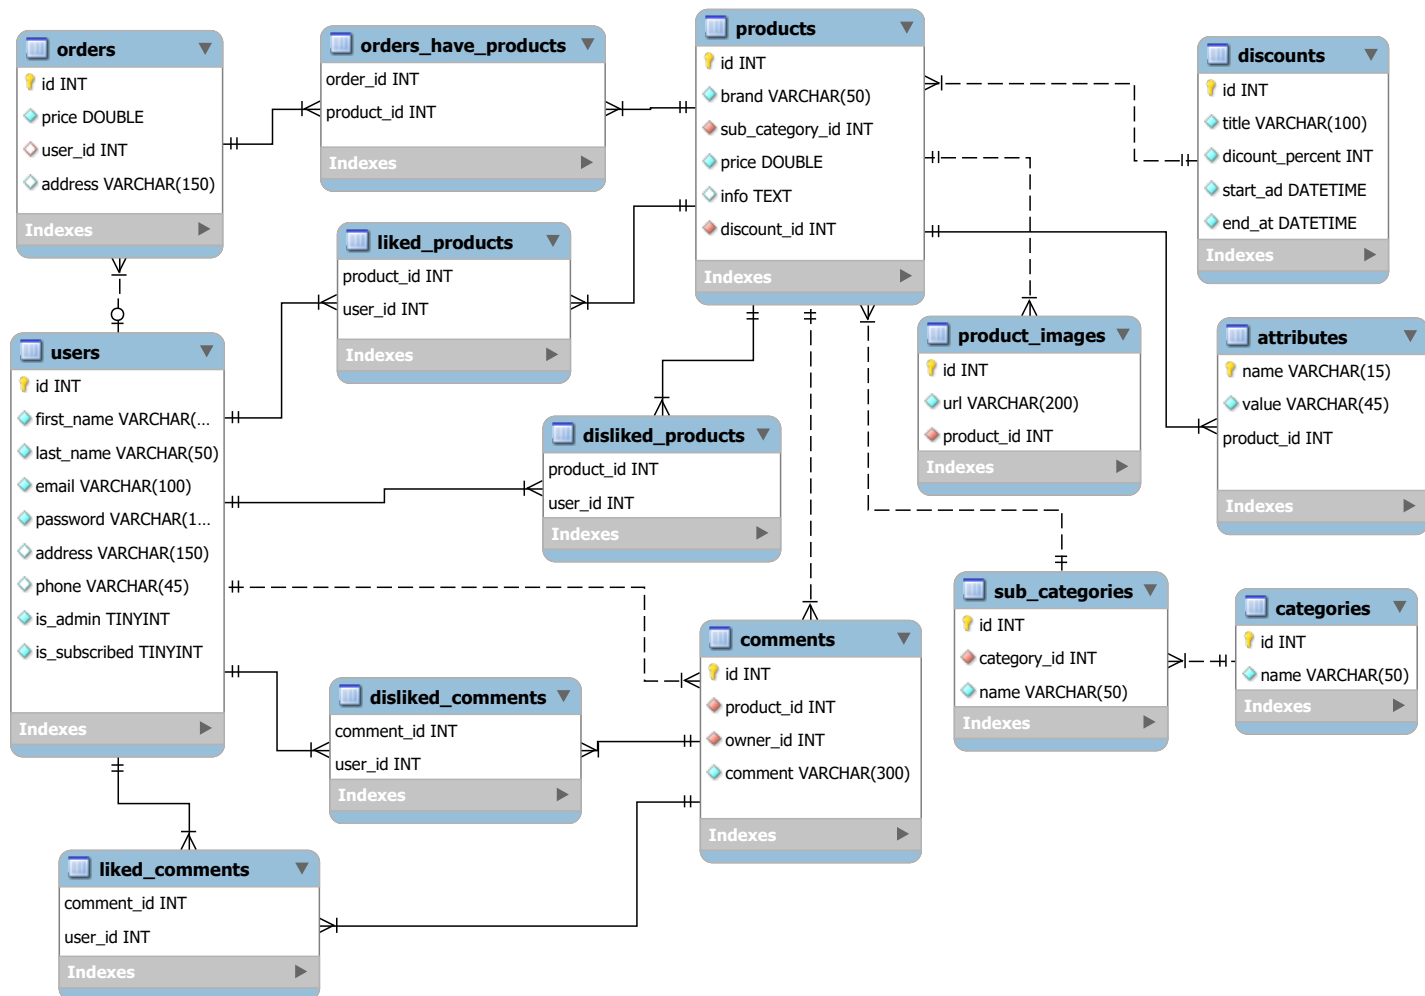 orders
id INT
price DOUBLE
user_id INT
address VARCHAR(150)
Indexes
orders_have_products
order_id INT
product_id INT
Indexes
products
id INT
brand VARCHAR(50)
sub_category_id INT
price DOUBLE
info TEXT
discount_id INT
Indexes
discounts
id INT
title VARCHAR(100)
dicount_percent INT
start_ad DATETIME
end_at DATETIME
Indexes
liked_products
product_id INT
user_id INT
Indexes
users
id INT
first_name VARCHAR(...
last_name VARCHAR(50)
email VARCHAR(100)
password VARCHAR(1...
address VARCHAR(150)
phone VARCHAR(45)
is_admin TINYINT
is_subscribed TINYINT
Indexes
disliked_products
product_id INT
user_id INT
Indexes
product_images
id INT
url VARCHAR(200)
product_id INT
Indexes
attributes
name VARCHAR(15)
value VARCHAR(45)
product_id INT
Indexes
sub_categories
id INT
category_id INT
name VARCHAR(50)
Indexes
categories
id INT
name VARCHAR(50)
Indexes
comments
id INT
product_id INT
owner_id INT
comment VARCHAR(300)
Indexes
disliked_comments
comment_id INT
user_id INT
Indexes
liked_comments
comment_id INT
user_id INT
Indexes